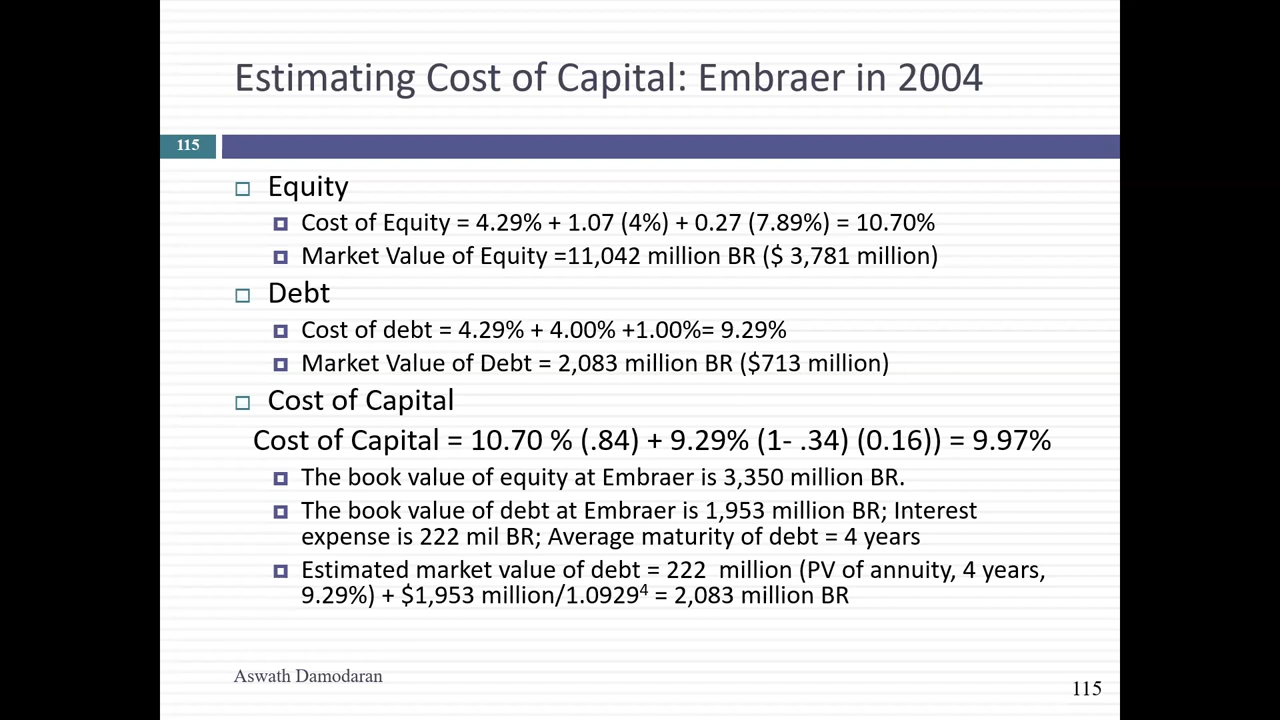 Estimating Cost of Capital: Embraer in 2004
115
Equity
Cost of Equity = 4.29% + 1.07 (4%) + 0.27 (7.89%) = 10.70%
Market Value of Equity =11,042 million BR ($ 3,781 million)
Debt
Cost of debt = 4.29% + 4.00% +1.00%= 9.29%
Market Value of Debt = 2,083 million BR ($713 million)
Cost of Capital
Cost of Capital = 10.70 % (.84) + 9.29% (1- .34) (0.16)) = 9.97%
The book value of equity at Embraer is 3,350 million BR.
The book value of debt at Embraer is 1,953 million BR; Interest
expense is 222 mil BR; Average maturity of debt = 4 years
Estimated market value of debt = 222  million (PV of annuity, 4 years,
9.29%) + $1,953 million/1.0929⁴ = 2,083 million BR
Aswath Damodaran
115